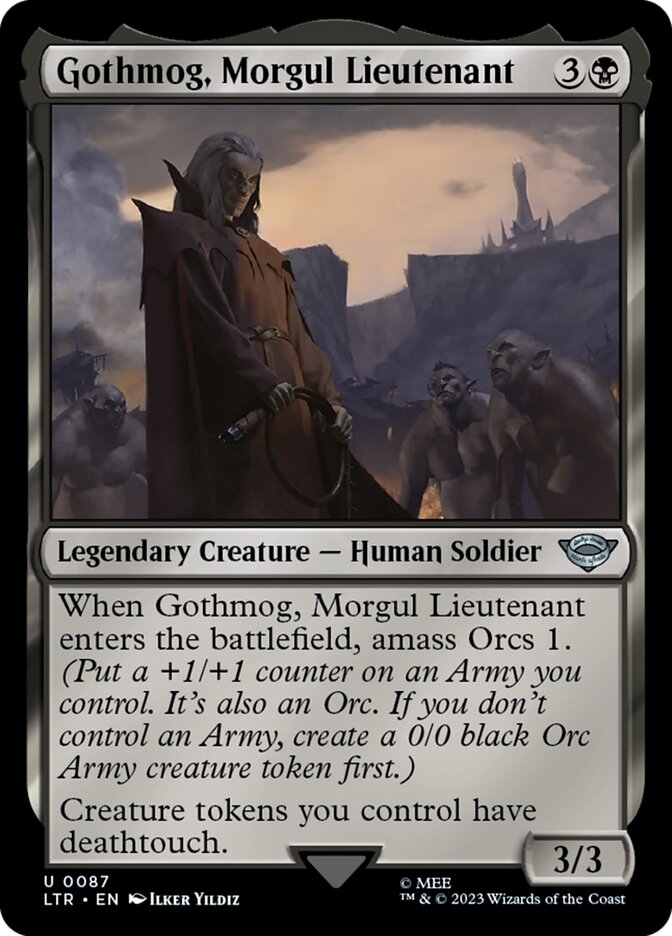 Gothmog, Morgul Lieutenant 3
Legendary Creature — Human Soldier
When Gothmog, Morgul Lieutenant
enters the battlefield, amass Orcs 1.
(Put a +1/+1 counter on an Army you
control. It's also an Orc. If you don't
control an Army, create a 0/0 black Orc
Army creature token first.)
Creature tokens you control have
deathtouch.
3/3
U 0087
LTR • EN Ilker Yildiz
© MEE
™ & © 2023 Wizards of the Coast